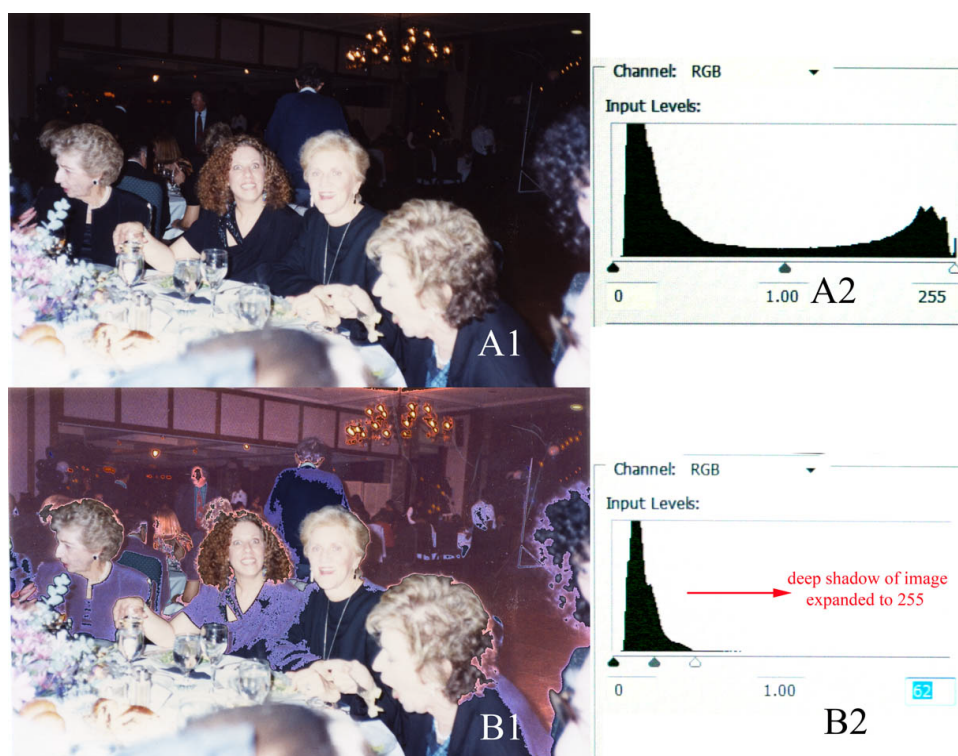 Channel: RGB
Input Levels:
0 1.00 255
A2
A1
Channel: RGB
Input Levels:
deep shadow of image
expanded to 255
0 1.00 62
B1
B2